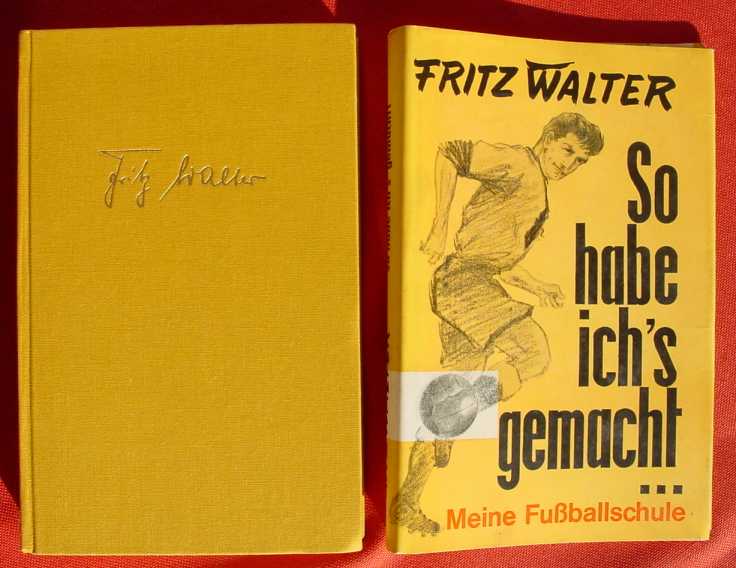 Fritz Walter
FRITZ WALTER
So
habe
ich's
gemacht
...
Meine Fußballschule